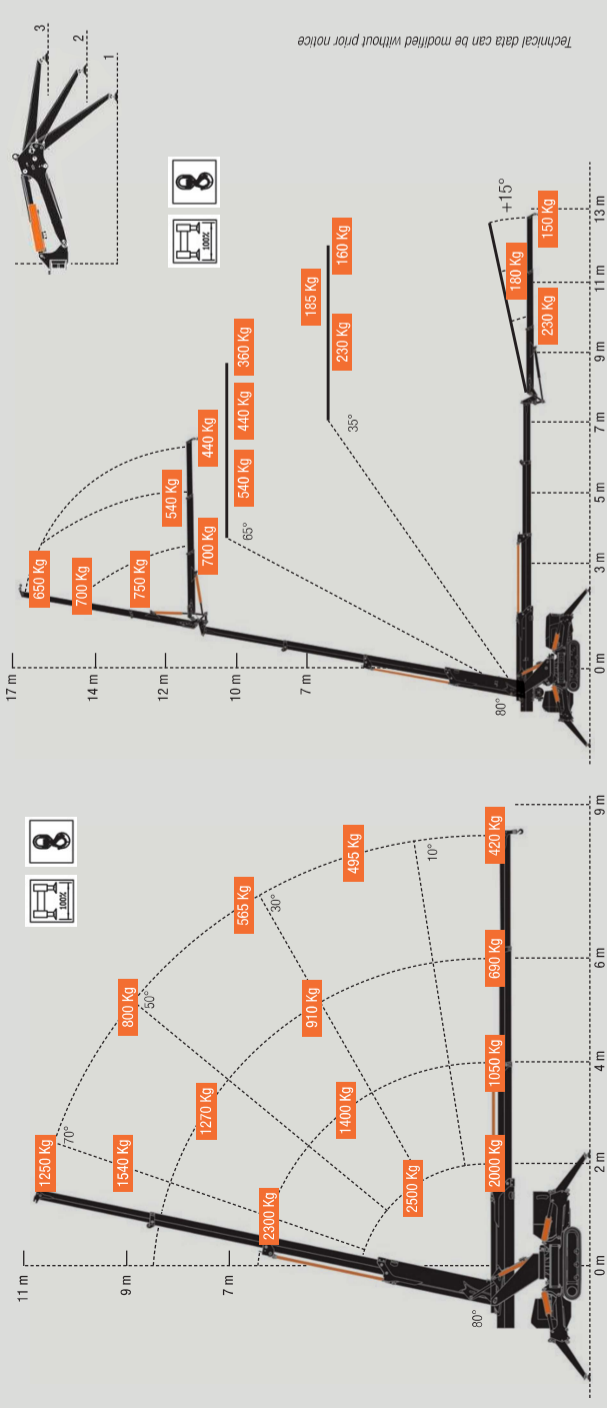 11 m
9 m
7 m
80°
1250 Kg
70°
1540 Kg
800 Kg
50°
1270 Kg
565 Kg
30°
910 Kg
495 Kg
10°
2300 Kg
1400 Kg
2500 Kg
2000 Kg
1050 Kg
690 Kg
420 Kg
0 m
2 m
4 m
6 m
9 m
100%
17 m
14 m
12 m
10 m
7 m
80°
650 Kg
700 Kg
750 Kg
540 Kg
440 Kg
700 Kg
65°
540 Kg
440 Kg
360 Kg
35°
230 Kg
185 Kg
160 Kg
+15°
180 Kg
230 Kg
150 Kg
0 m
3 m
5 m
7 m
9 m
11 m
13 m
100%
1
2
3
Technical data can be modified without prior notice